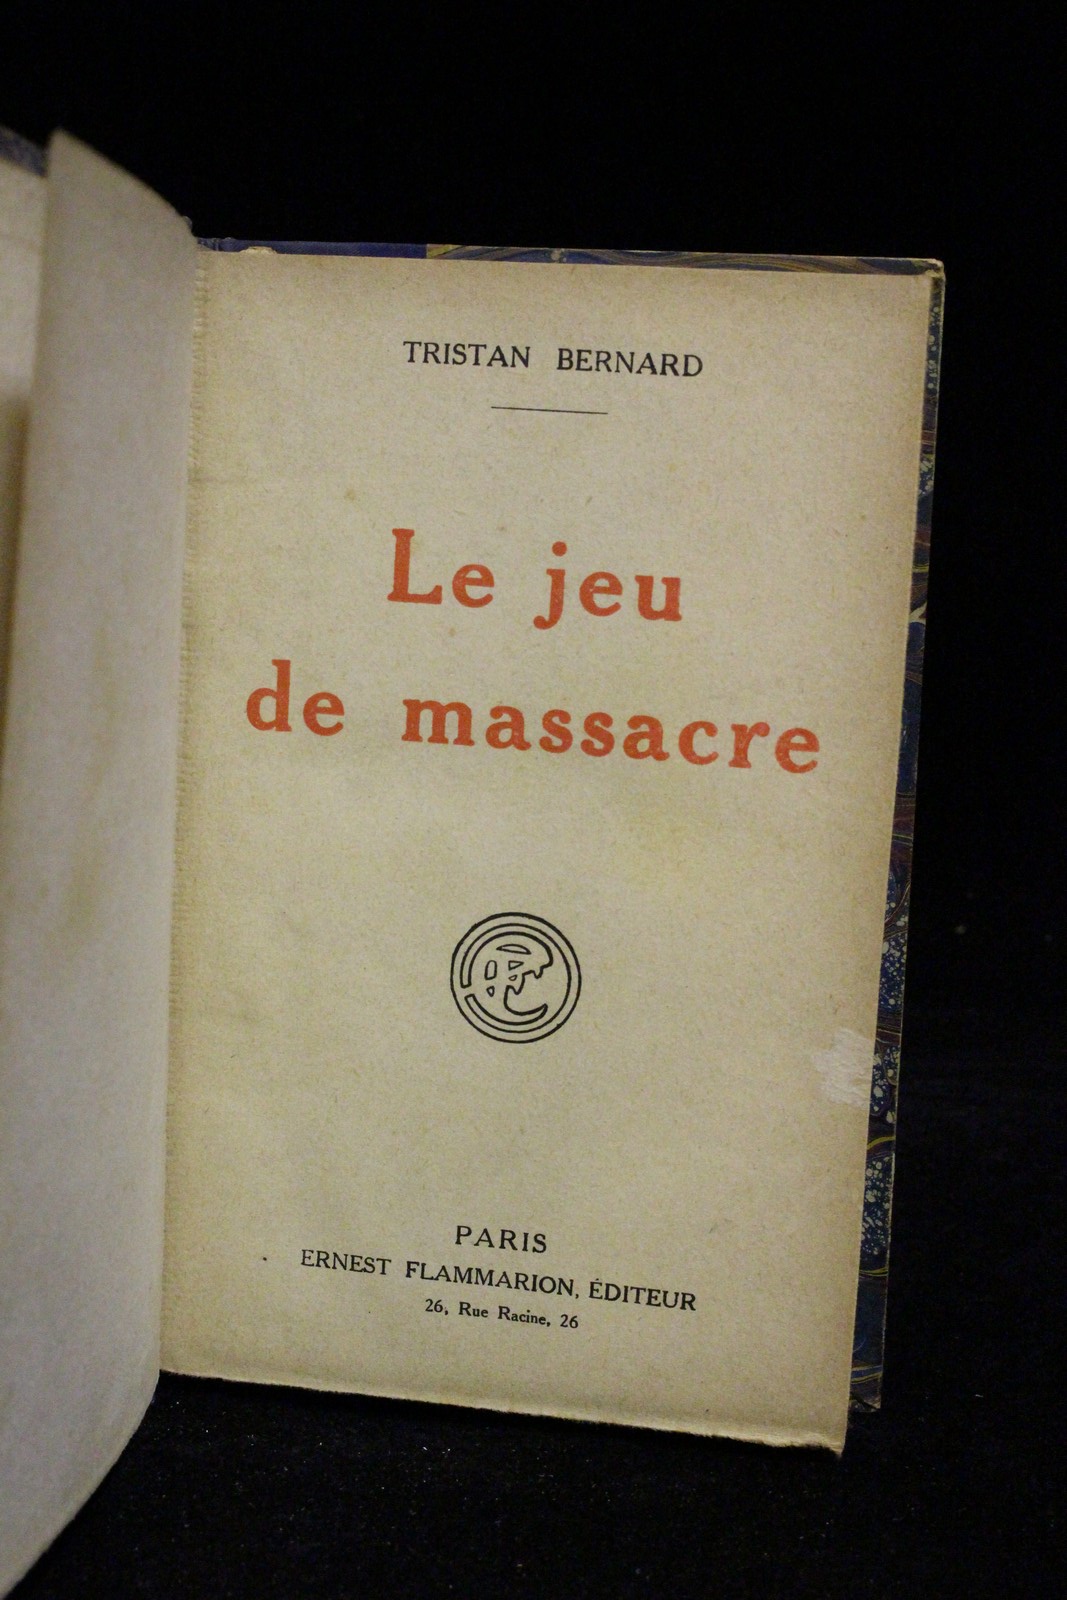 TRISTAN BERNARD
Le jeu
de massacre
PARIS
ERNEST FLAMMARION, ÉDITEUR
26, Rue Racine, 26